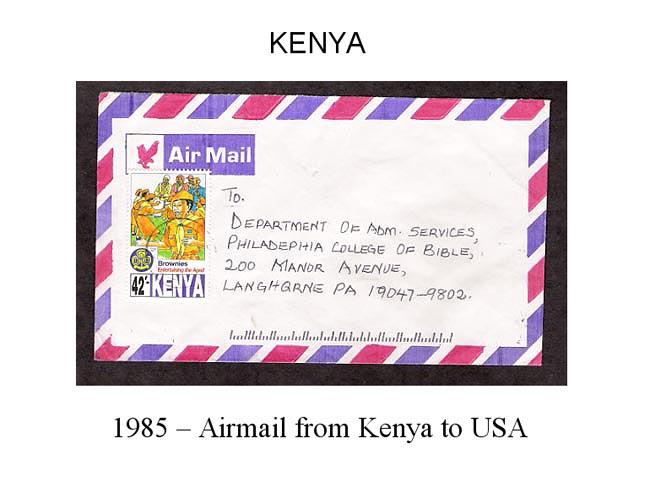 KENYA
Air Mail
To.
DEPARTMENT OF ADM. SERVICES,
PHILADEPHIA COLLEGE OF BIBLE,
200 MANOR AVENUE,
LANGHORNE PA 19047-9802.
Brownies
Entertaining the Aged
42/- KENYA
1985 – Airmail from Kenya to USA